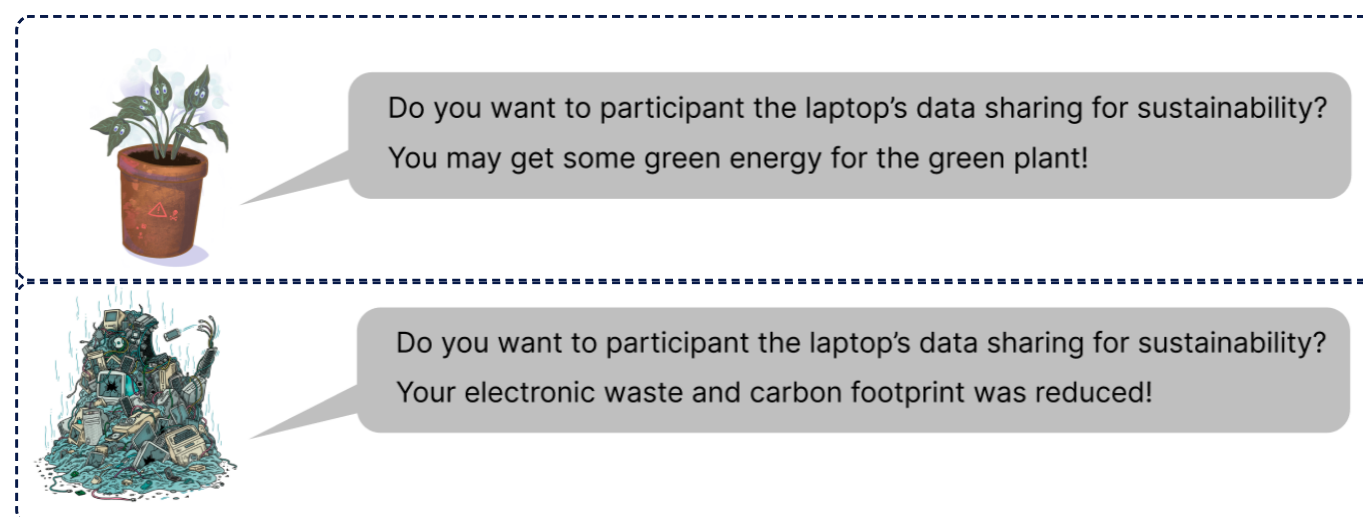 Do you want to participant the laptop’s data sharing for sustainability?
You may get some green energy for the green plant!
Do you want to participant the laptop’s data sharing for sustainability?
Your electronic waste and carbon footprint was reduced!